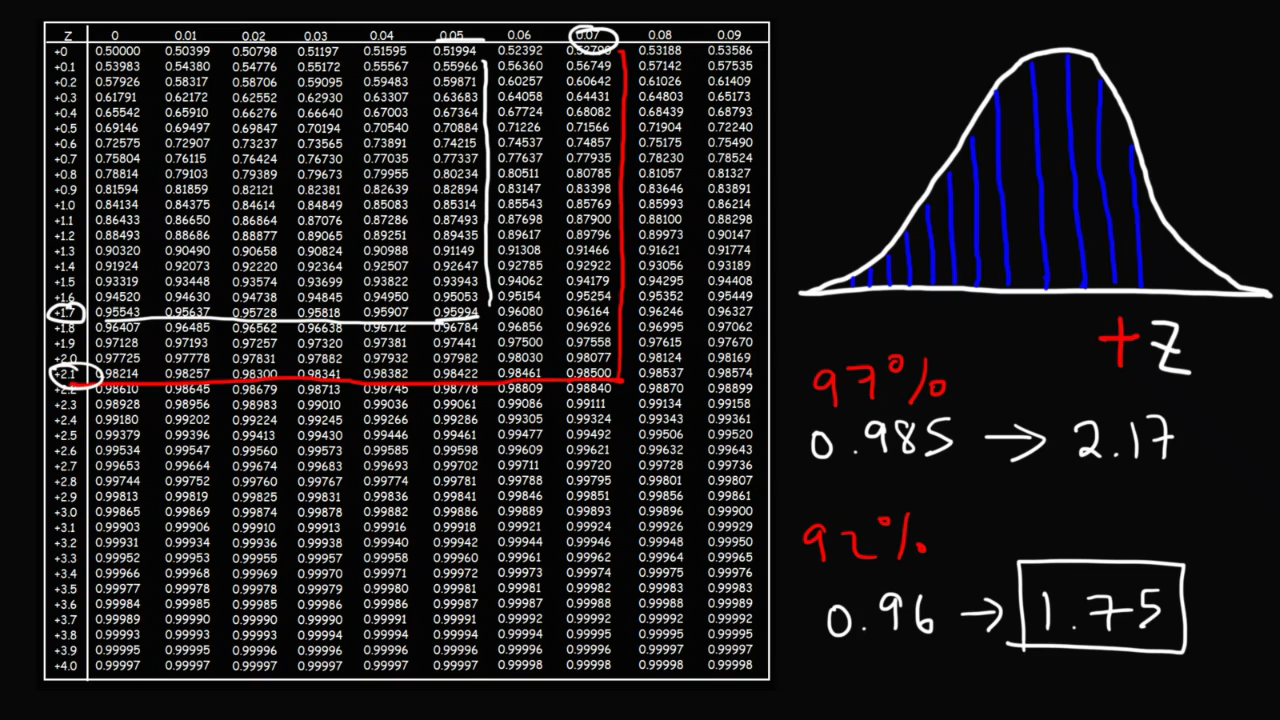 Z 0 0.01 0.02 0.03 0.04 0.05 0.06 0.07 0.08 0.09
+0 0.50000 0.50399 0.50798 0.51197 0.51595 0.51994 0.52392 0.52790 0.53188 0.53586
+0.1 0.53983 0.54380 0.54776 0.55172 0.55567 0.55966 0.56360 0.56749 0.57142 0.57535
+0.2 0.57926 0.58317 0.58706 0.59095 0.59483 0.59871 0.60257 0.60642 0.61026 0.61409
+0.3 0.61791 0.62172 0.62552 0.62930 0.63307 0.63683 0.64058 0.64431 0.64803 0.65173
+0.4 0.65542 0.65910 0.66276 0.66640 0.67003 0.67364 0.67724 0.68082 0.68439 0.68793
+0.5 0.69146 0.69497 0.69847 0.70194 0.70540 0.70884 0.71226 0.71566 0.71904 0.72240
+0.6 0.72575 0.72907 0.73237 0.73565 0.73891 0.74215 0.74537 0.74857 0.75175 0.75490
+0.7 0.75804 0.76115 0.76424 0.76730 0.77035 0.77337 0.77637 0.77935 0.78230 0.78524
+0.8 0.78814 0.79103 0.79389 0.79673 0.79955 0.80234 0.80511 0.80785 0.81057 0.81327
+0.9 0.81594 0.81859 0.82121 0.82381 0.82639 0.82894 0.83147 0.83398 0.83646 0.83891
+1.0 0.84134 0.84375 0.84614 0.84849 0.85083 0.85314 0.85543 0.85769 0.85993 0.86214
+1.1 0.86433 0.86650 0.86864 0.87076 0.87286 0.87493 0.87698 0.87900 0.88100 0.88298
+1.2 0.88493 0.88686 0.88877 0.89065 0.89251 0.89435 0.89617 0.89796 0.89973 0.90147
+1.3 0.90320 0.90490 0.90658 0.90824 0.90988 0.91149 0.91308 0.91466 0.91621 0.91774
+1.4 0.91924 0.92073 0.92220 0.92364 0.92507 0.92647 0.92785 0.92922 0.93056 0.93189
+1.5 0.93319 0.93448 0.93574 0.93699 0.93822 0.93943 0.94062 0.94179 0.94295 0.94408
+1.6 0.94520 0.94630 0.94738 0.94845 0.94950 0.95053 0.95154 0.95254 0.95352 0.95449
+1.7 0.95543 0.95637 0.95728 0.95818 0.95907 0.95994 0.96080 0.96164 0.96246 0.96327
+1.8 0.96407 0.96485 0.96562 0.96638 0.96712 0.96784 0.96856 0.96926 0.96995 0.97062
+1.9 0.97128 0.97193 0.97257 0.97320 0.97381 0.97441 0.97500 0.97558 0.97615 0.97670
+2.0 0.97725 0.97778 0.97831 0.97882 0.97932 0.97982 0.98030 0.98077 0.98124 0.98169
+2.1 0.98214 0.98257 0.98300 0.98341 0.98382 0.98422 0.98461 0.98500 0.98537 0.98574
+2.2 0.98610 0.98645 0.98679 0.98713 0.98745 0.98778 0.98809 0.98840 0.98870 0.98899
+2.3 0.98928 0.98956 0.98983 0.99010 0.99036 0.99061 0.99086 0.99111 0.99134 0.99158
+2.4 0.99180 0.99202 0.99224 0.99245 0.99266 0.99286 0.99305 0.99324 0.99343 0.99361
+2.5 0.99379 0.99396 0.99413 0.99430 0.99446 0.99461 0.99477 0.99492 0.99506 0.99520
+2.6 0.99534 0.99547 0.99560 0.99573 0.99585 0.99598 0.99609 0.99621 0.99632 0.99643
+2.7 0.99653 0.99664 0.99674 0.99683 0.99693 0.99702 0.99711 0.99720 0.99728 0.99736
+2.8 0.99744 0.99752 0.99760 0.99767 0.99774 0.99781 0.99788 0.99795 0.99801 0.99807
+2.9 0.99813 0.99819 0.99825 0.99831 0.99836 0.99841 0.99846 0.99851 0.99856 0.99861
+3.0 0.99865 0.99869 0.99874 0.99878 0.99882 0.99886 0.99889 0.99893 0.99896 0.99900
+3.1 0.99903 0.99906 0.99910 0.99913 0.99916 0.99918 0.99921 0.99924 0.99926 0.99929
+3.2 0.99931 0.99934 0.99936 0.99938 0.99940 0.99942 0.99944 0.99946 0.99948 0.99950
+3.3 0.99952 0.99953 0.99955 0.99957 0.99958 0.99960 0.99961 0.99962 0.99964 0.99965
+3.4 0.99966 0.99968 0.99969 0.99970 0.99971 0.99972 0.99973 0.99974 0.99975 0.99976
+3.5 0.99977 0.99978 0.99978 0.99979 0.99980 0.99981 0.99981 0.99982 0.99983 0.99983
+3.6 0.99984 0.99985 0.99985 0.99986 0.99986 0.99987 0.99987 0.99988 0.99988 0.99989
+3.7 0.99989 0.99990 0.99990 0.99990 0.99991 0.99991 0.99992 0.99992 0.99992 0.99992
+3.8 0.99993 0.99993 0.99993 0.99994 0.99994 0.99994 0.99994 0.99995 0.99995 0.99995
+3.9 0.99995 0.99995 0.99996 0.99996 0.99996 0.99996 0.99996 0.99996 0.99997 0.99997
+4.0 0.99997 0.99997 0.99997 0.99997 0.99997 0.99997 0.99998 0.99998 0.99998 0.99998
+Z
97%
0.985 → 2.17
92%
0.96 → 1.75